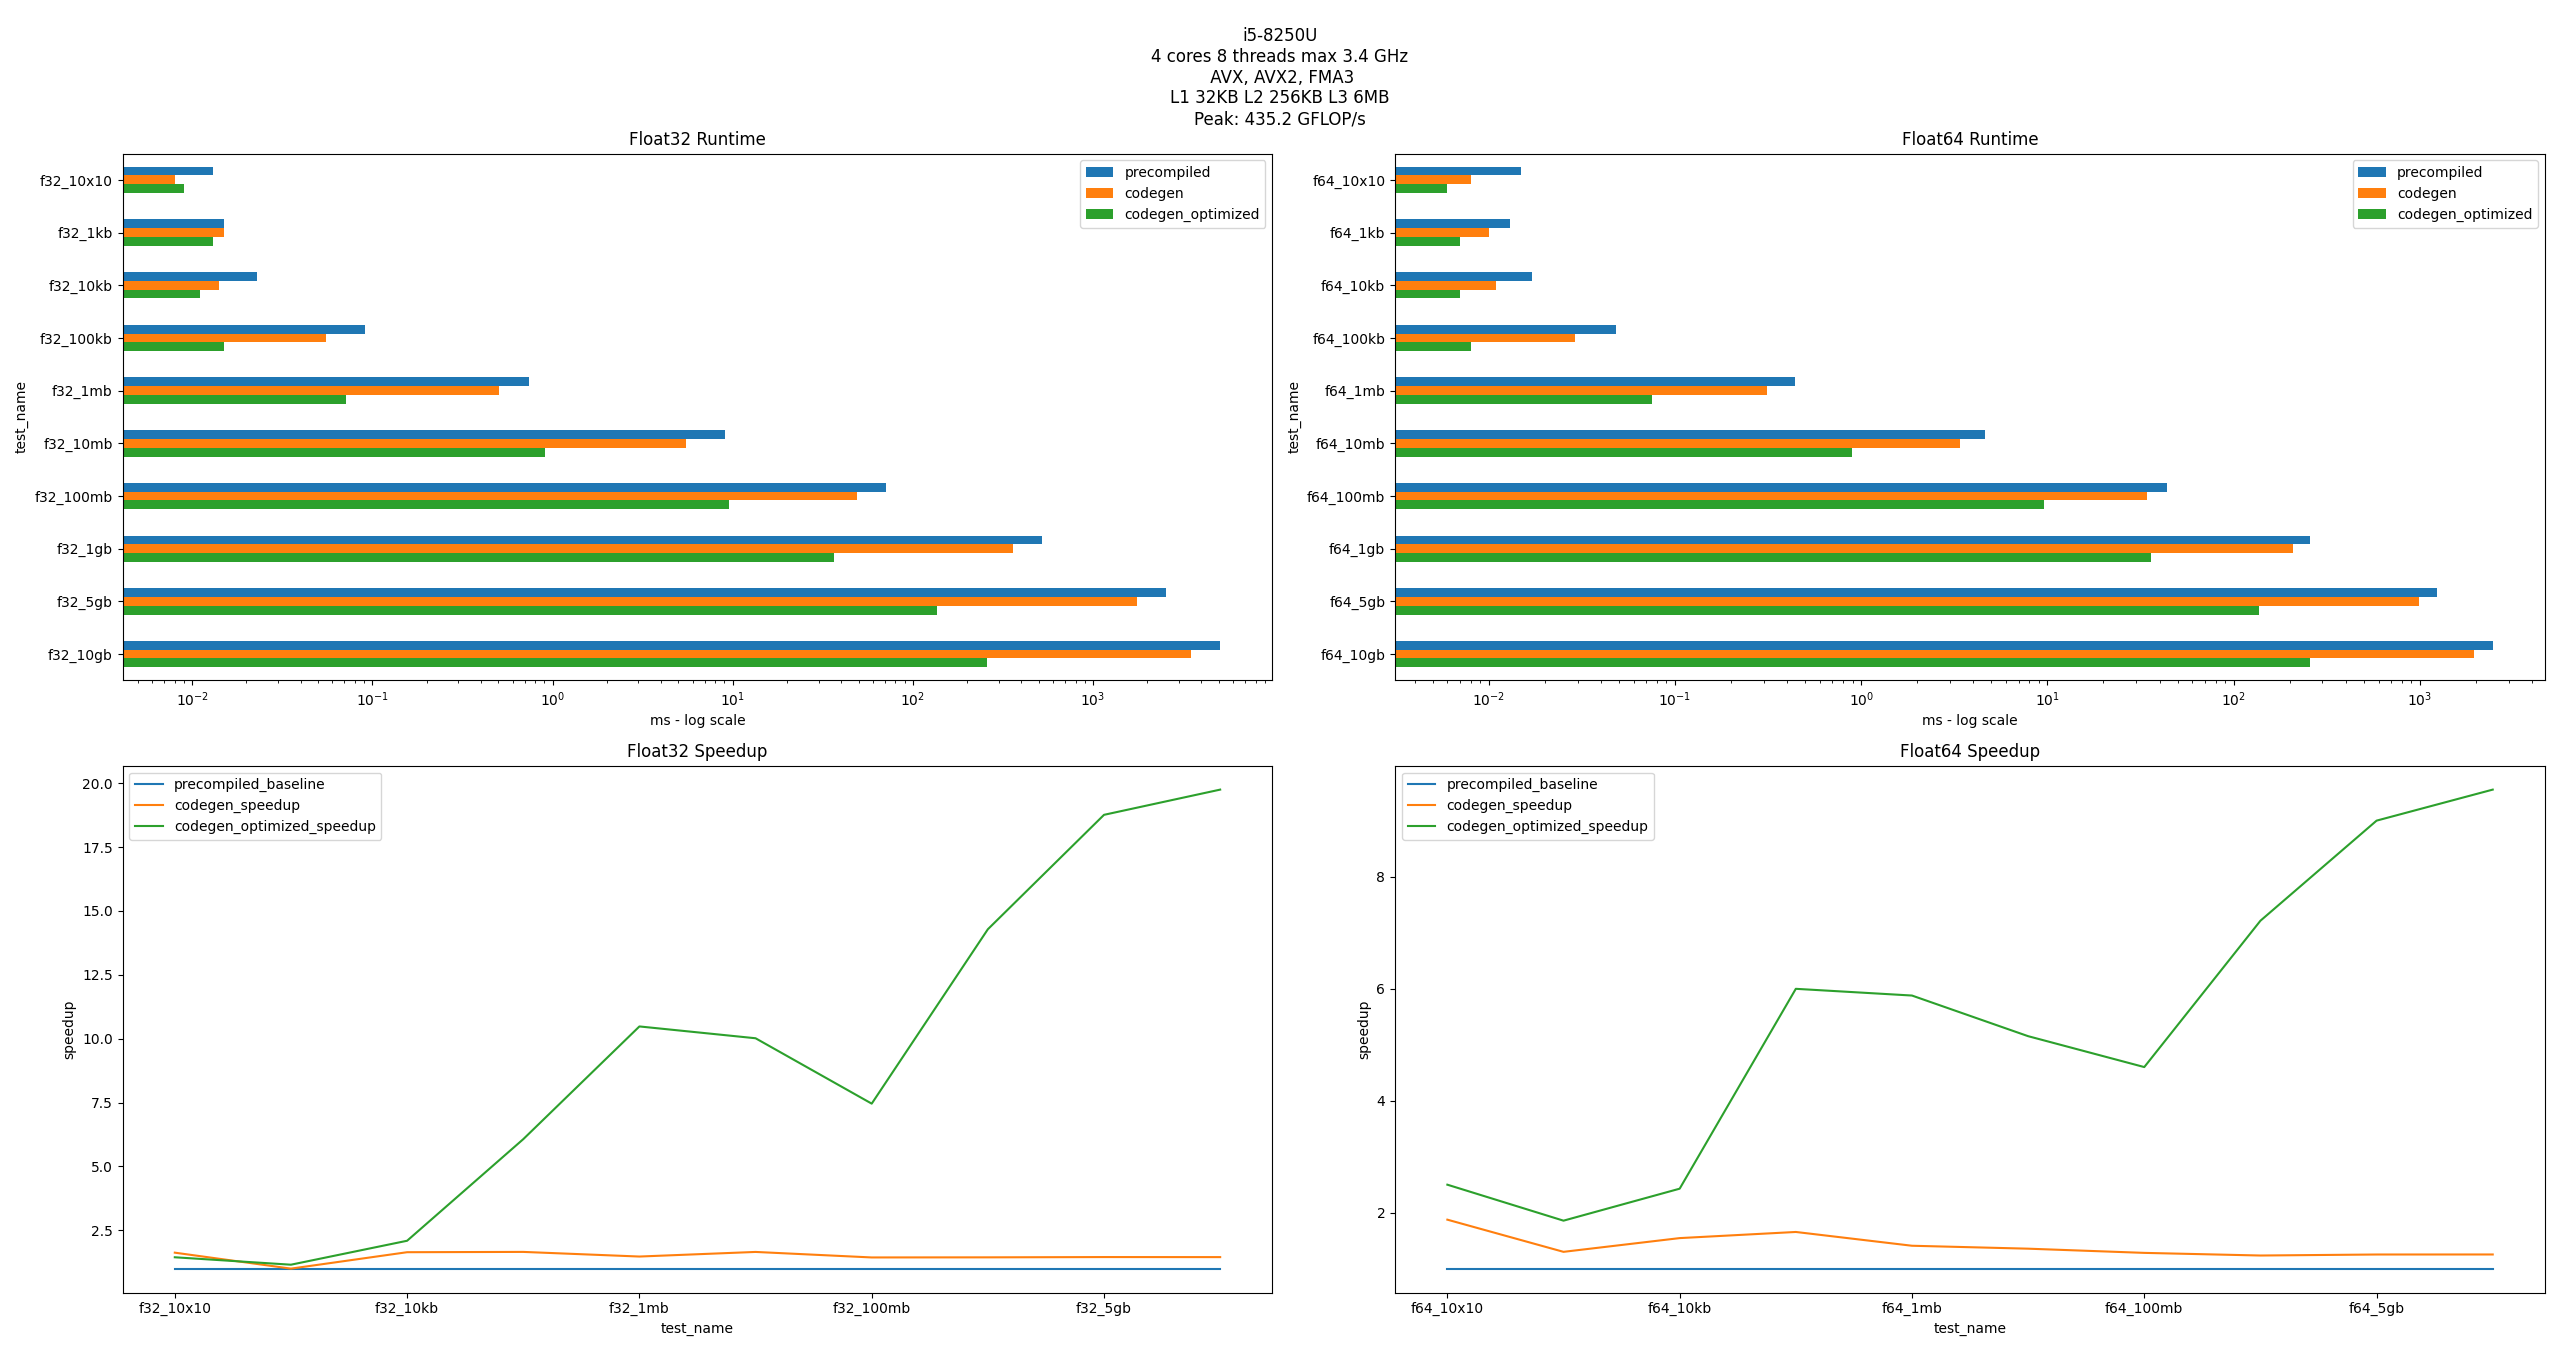 i5-8250U
4 cores 8 threads max 3.4 GHz
AVX, AVX2, FMA3
L1 32KB L2 256KB L3 6MB
Peak: 435.2 GFLOP/s
Float32 Runtime
precompiled
codegen
codegen_optimized
test_name
f32_10x10
f32_1kb
f32_10kb
f32_100kb
f32_1mb
f32_10mb
f32_100mb
f32_1gb
f32_5gb
f32_10gb
10⁻² 10⁻¹ 10⁰ 10¹ 10² 10³
ms - log scale
Float64 Runtime
precompiled
codegen
codegen_optimized
test_name
f64_10x10
f64_1kb
f64_10kb
f64_100kb
f64_1mb
f64_10mb
f64_100mb
f64_1gb
f64_5gb
f64_10gb
10⁻² 10⁻¹ 10⁰ 10¹ 10² 10³
ms - log scale
Float32 Speedup
precompiled_baseline
codegen_speedup
codegen_optimized_speedup
speedup
20.0
17.5
15.0
12.5
10.0
7.5
5.0
2.5
f32_10x10 f32_10kb f32_1mb f32_100mb f32_5gb
test_name
Float64 Speedup
precompiled_baseline
codegen_speedup
codegen_optimized_speedup
speedup
8
6
4
2
f64_10x10 f64_10kb f64_1mb f64_100mb f64_5gb
test_name